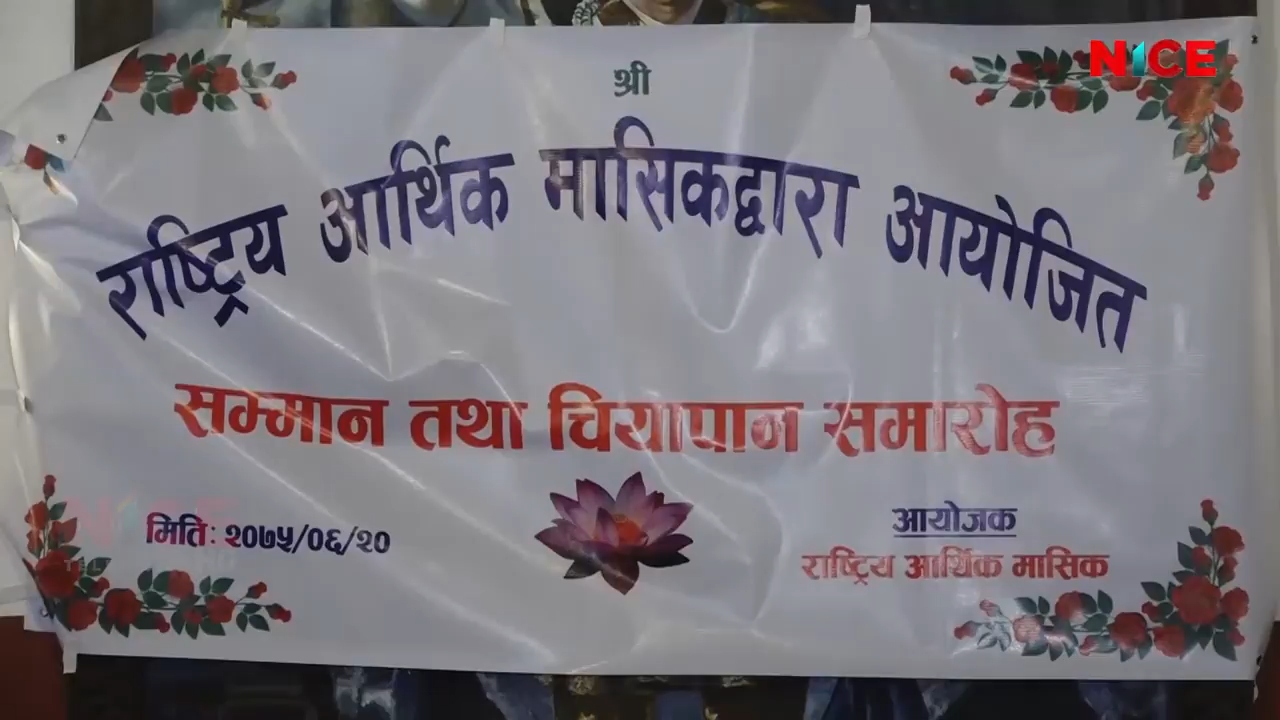 NICE
श्री
राष्ट्रिय आर्थिक मासिकद्वारा आयोजित
सम्मान तथा चियापान समारोह
मितिः २०७५/०६/२०
आयोजक
राष्ट्रिय आर्थिक मासिक